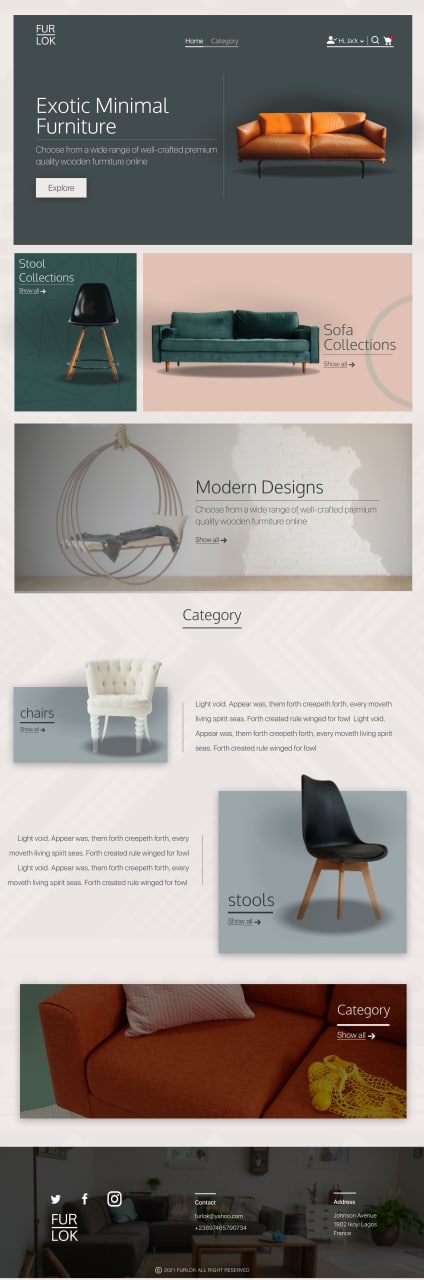 FUR
LOK
Home Category
Hi, Jack
Exotic Minimal
Furniture
Choose from a wide range of well-crafted premium
quality wooden furniture online
Explore
Stool
Collections
Show all
Sofa
Collections
Show all
Modern Designs
Choose from a wide range of well-crafted premium
quality wooden furniture online
Show all
Category
chairs
Show all
Light void. Appear was, them forth creepeth forth, every moveth
living spirit seas. Forth created rule winged for fowl Light void.
Appear was, them forth creepeth forth, every moveth living spirit
seas. Forth created rule winged for fowl
Light void. Appear was, them forth creepeth forth, every
moveth living spirit seas. Forth created rule winged for fowl
Light void. Appear was, them forth creepeth forth, every
moveth living spirit seas. Forth created rule winged for fowl
stools
Show all
Category
Show all
FUR
LOK
Contact
furlok@yahoo.com
+23897465790734
Address
Johnson Avenue
1902 Ikoyi Lagos
France
© 2021 FURLOK ALL RIGHT RESERVED